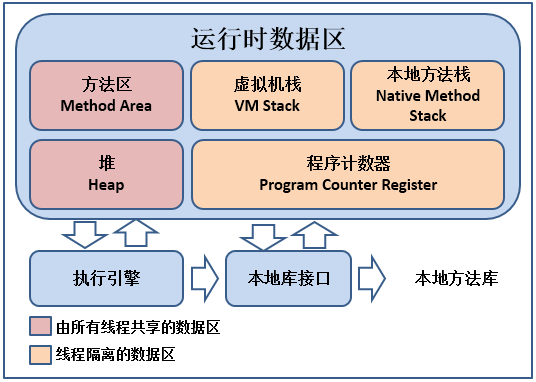 运行时数据区
方法区
Method Area
虚拟机栈
VM Stack
本地方法栈
Native Method
Stack
堆
Heap
程序计数器
Program Counter Register
执行引擎
本地库接口
本地方法库
由所有线程共享的数据区
线程隔离的数据区